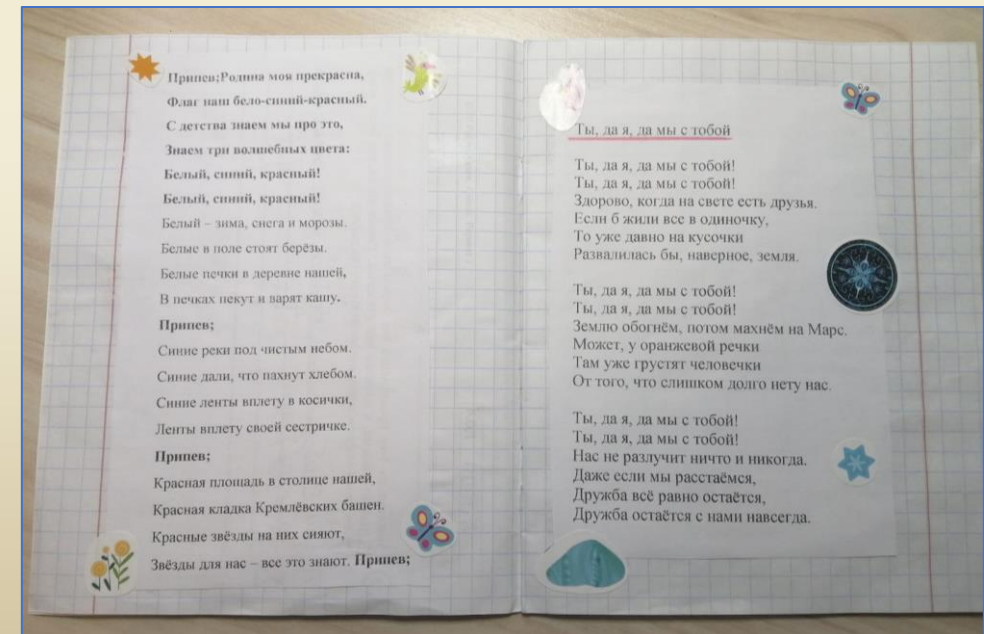 Припев;Родина моя прекрасна,
Флаг наш бело-синий-красный.
С детства знаем мы про это,
Знаем три волшебных цвета:
Белый, синий, красный!
Белый, синий, красный!
Белый – зима, снега и морозы.
Белые в поле стоят берёзы.
Белые печки в деревне нашей,
В печках пекут и варят кашу.
Припев;
Синие реки под чистым небом.
Синие дали, что пахнут хлебом.
Синие ленты вплету в косички,
Ленты вплету своей сестричке.
Припев;
Красная площадь в столице нашей,
Красная кладка Кремлёвских башен.
Красные звёзды на них сияют,
Звёзды для нас – все это знают. Припев;
Ты, да я, да мы с тобой
Ты, да я, да мы с тобой!
Ты, да я, да мы с тобой!
Здорово, когда на свете есть друзья.
Если б жили все в одиночку,
То уже давно на кусочки
Развалилась бы, наверное, земля.
Ты, да я, да мы с тобой!
Ты, да я, да мы с тобой!
Землю обогнём, потом махнём на Марс.
Может, у оранжевой речки
Там уже грустят человечки
От того, что слишком долго нету нас.
Ты, да я, да мы с тобой!
Ты, да я, да мы с тобой!
Нас не разлучит ничто и никогда.
Даже если мы расстаёмся,
Дружба всё равно остаётся,
Дружба остаётся с нами навсегда.